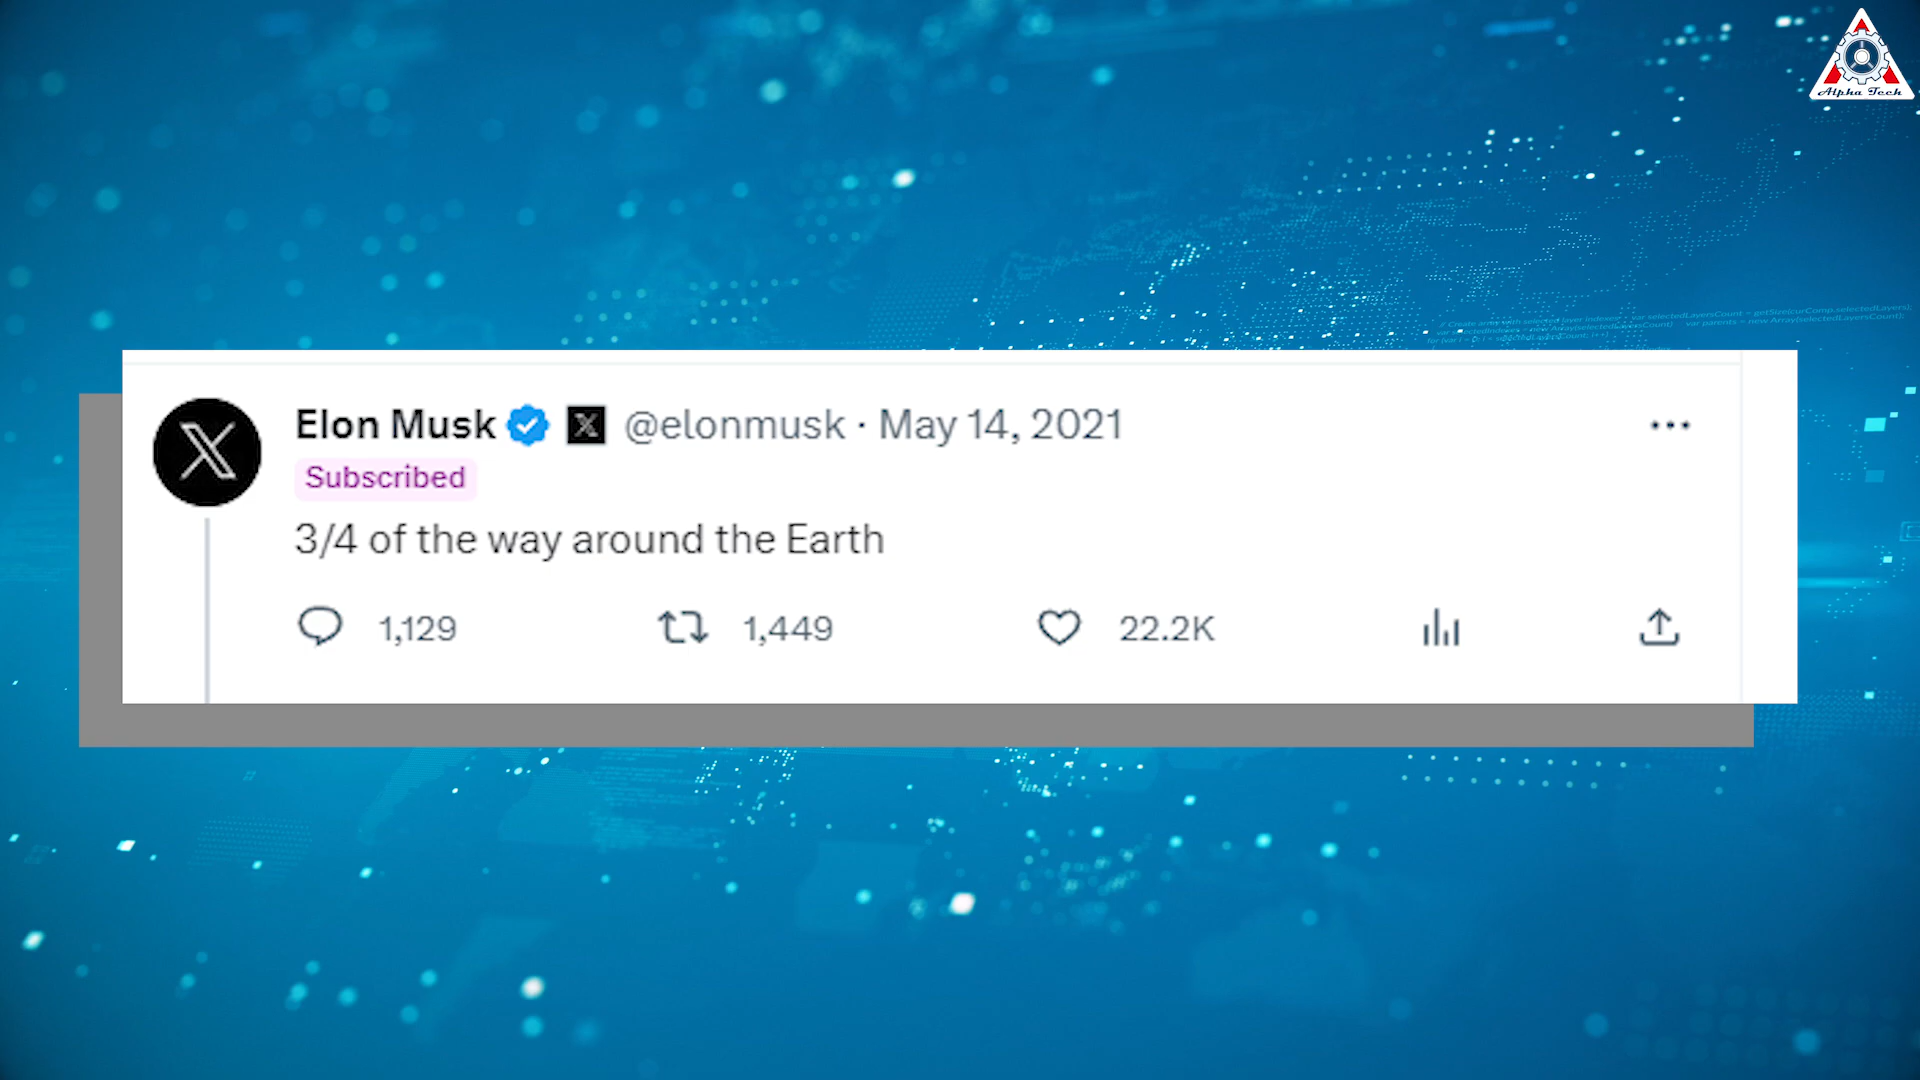 Alpha Tech
Elon Musk @elonmusk · May 14, 2021
Subscribed
3/4 of the way around the Earth
1,129 1,449 22.2K